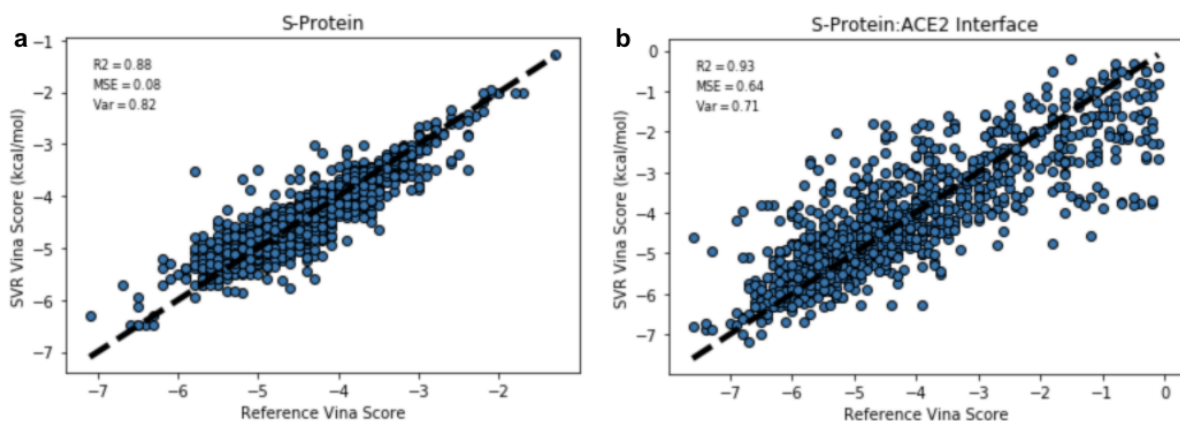 a
S-Protein
R2 = 0.88
MSE = 0.08
Var = 0.82
SVR Vina Score (kcal/mol)
−1
−2
−3
−4
−5
−6
−7
−7 −6 −5 −4 −3 −2 −1
Reference Vina Score
b
S-Protein:ACE2 Interface
R2 = 0.93
MSE = 0.64
Var = 0.71
SVR Vina Score (kcal/mol)
0
−1
−2
−3
−4
−5
−6
−7
−7 −6 −5 −4 −3 −2 −1 0
Reference Vina Score